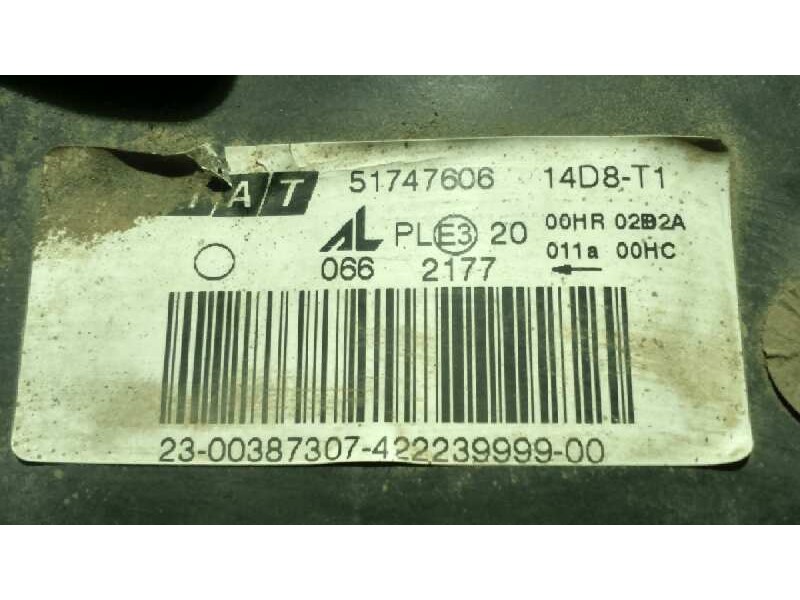 AT 51747606 14D8-T1
AL PL E3 20 00HR 02B2A
066 2177 011a 00HC
23-00387307-422239999-00